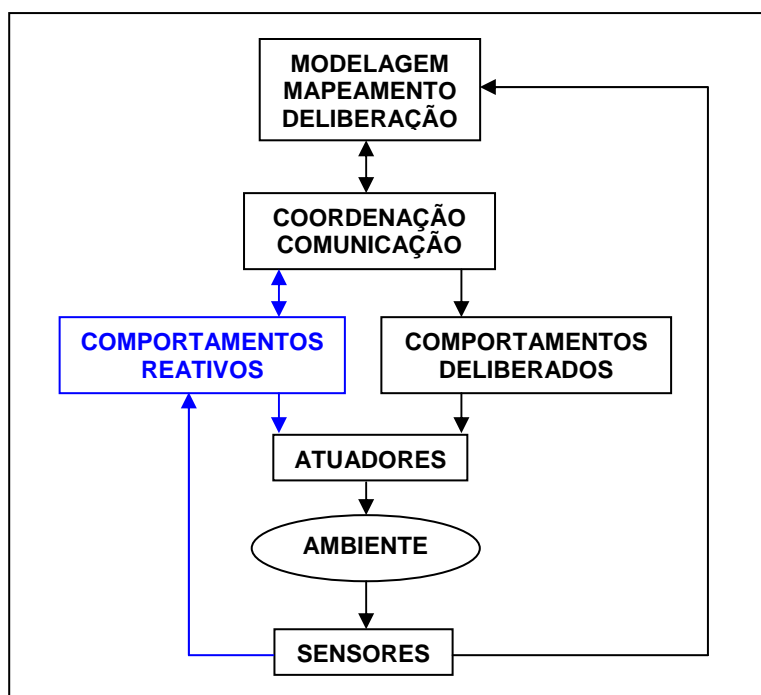 MODELAGEM
MAPEAMENTO
DELIBERAÇÃO
COORDENAÇÃO
COMUNICAÇÃO
COMPORTAMENTOS
REATIVOS
COMPORTAMENTOS
DELIBERADOS
ATUADORES
AMBIENTE
SENSORES